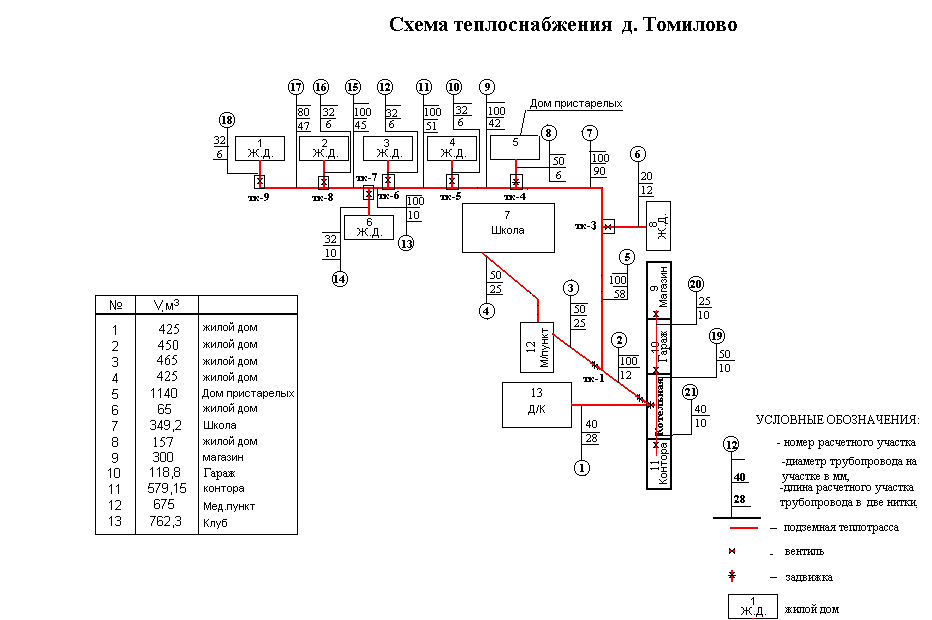 Схема теплоснабжения д. Томилово
17 16 15 12 11 10 9
18
80 32 100 32 100 32 100
47 6 45 6 51 6 42
Дом пристарелых
8
7
6
32
6
1
Ж.Д.
2
Ж.Д.
3
Ж.Д.
4
Ж.Д.
5
50
6
100
90
20
12
тк-9
тк-8
тк-7
тк-6
тк-5
тк-4
тк-3
6
Ж.Д.
32
10
14
100
10
13
7
Школа
8
Ж.Д.
50
25
4
3
50
25
5
100
58
2
100
12
тк-1
12
М/пункт
13
Д/К
40
28
1
9
Магазин
10
Гараж
Котельная
11
Контора
20
25
10
19
50
10
21
40
10
№ V,м3
1 425 жилой дом
2 450 жилой дом
3 465 жилой дом
4 425 жилой дом
5 1140 Дом пристарелых
6 65 жилой дом
7 349,2 Школа
8 157 жилой дом
9 300 магазин
10 118,8 Гараж
11 579,15 контора
12 675 Мед.пункт
13 762,3 Клуб
УСЛОВНЫЕ ОБОЗНАЧЕНИЯ:
12 - номер расчетного участка
-диаметр трубопровода на
40 участке в мм,
-длина расчетного участка
28 трубопровода в две нитки,
– подземная теплотрасса
- вентиль
– задвижка
1
Ж.Д. жилой дом